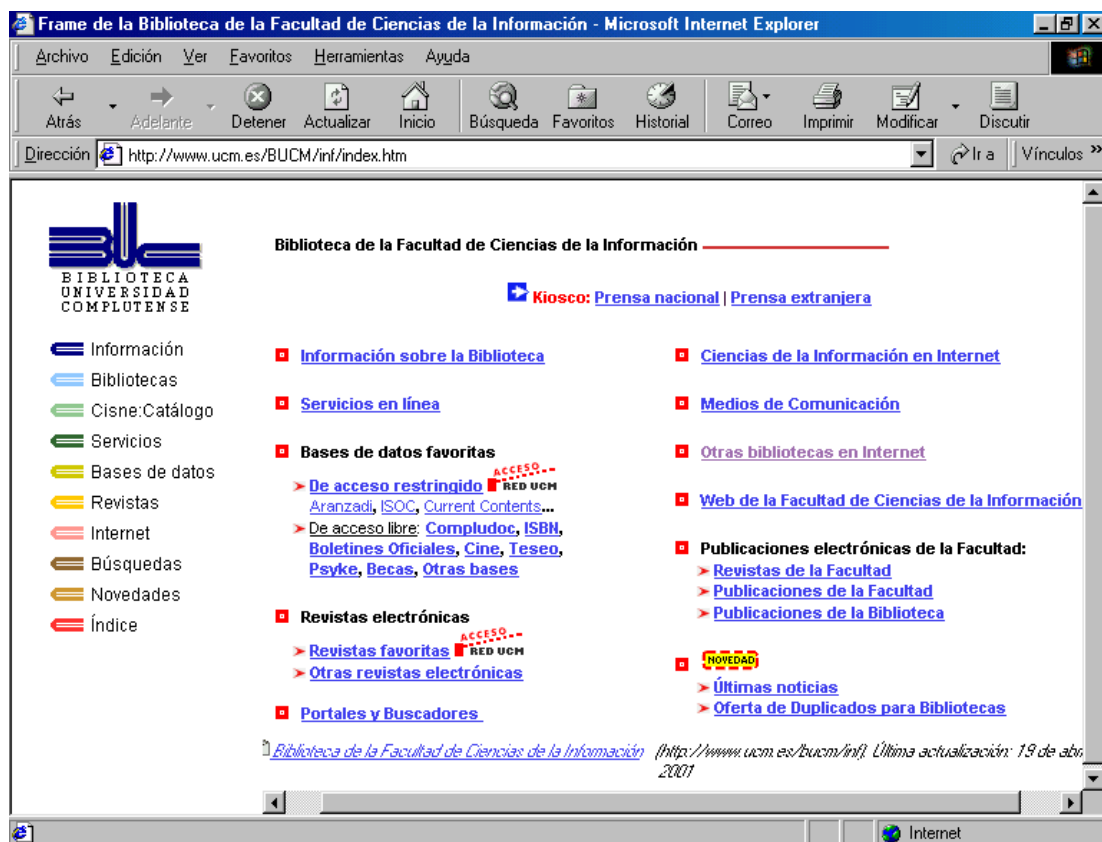 Frame de la Biblioteca de la Facultad de Ciencias de la Información - Microsoft Internet Explorer
Archivo Edición Ver Favoritos Herramientas Ayuda
Atrás Adelante Detener Actualizar Inicio Búsqueda Favoritos Historial Correo Imprimir Modificar Discutir
Dirección http://www.ucm.es/BUCM/inf/index.htm Ir a Vínculos »
BIBLIOTECA
UNIVERSIDAD
COMPLUTENSE
Información
Bibliotecas
Cisne:Catálogo
Servicios
Bases de datos
Revistas
Internet
Búsquedas
Novedades
Índice
Biblioteca de la Facultad de Ciencias de la Información
Kiosco: Prensa nacional | Prensa extranjera
Información sobre la Biblioteca
Servicios en línea
Bases de datos favoritas
De acceso restringido ACCESO RED UCM
Aranzadi, ISOC, Current Contents...
De acceso libre: Compludoc, ISBN,
Boletines Oficiales, Cine, Teseo,
Psyke, Becas, Otras bases
Revistas electrónicas
Revistas favoritas ACCESO RED UCM
Otras revistas electrónicas
Portales y Buscadores
Ciencias de la Información en Internet
Medios de Comunicación
Otras bibliotecas en Internet
Web de la Facultad de Ciencias de la Información
Publicaciones electrónicas de la Facultad:
Revistas de la Facultad
Publicaciones de la Facultad
Publicaciones de la Biblioteca
NOVEDAD
Últimas noticias
Oferta de Duplicados para Bibliotecas
Biblioteca de la Facultad de Ciencias de la Información (http://www.ucm.es/bucm/inf). Última actualización: 19 de abr
2001
Internet